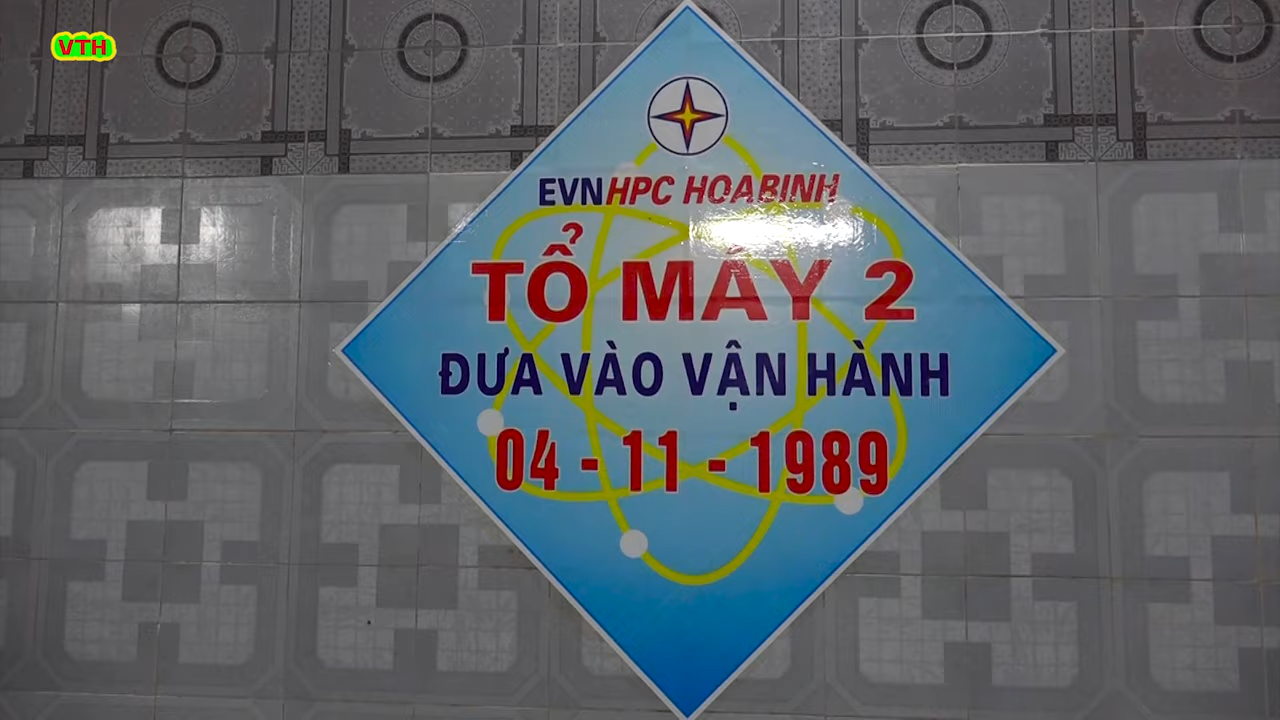 VTH
EVNHPC HOABINH
TỔ MÁY 2
ĐƯA VÀO VẬN HÀNH
04 - 11 - 1989